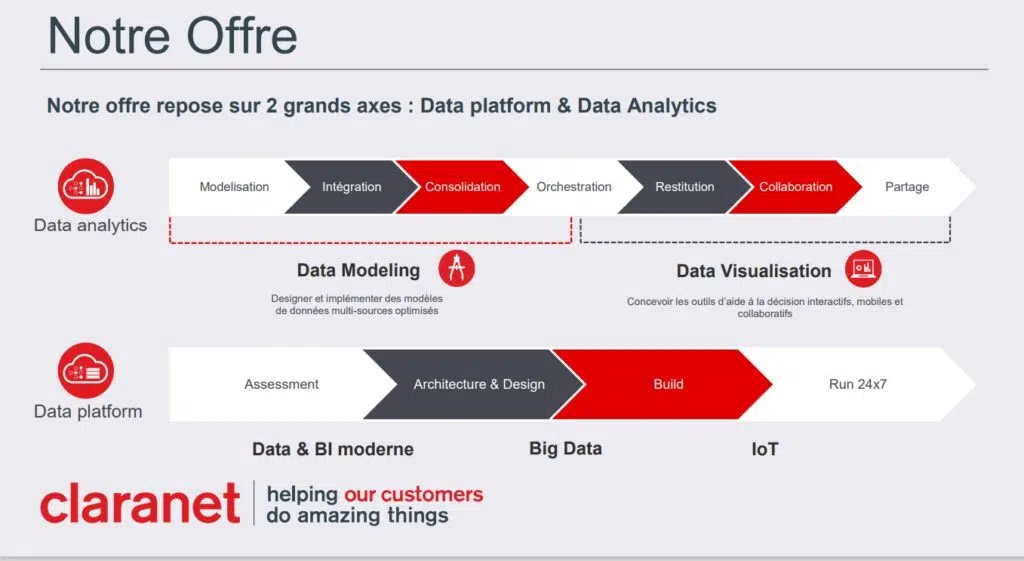 Notre Offre
Notre offre repose sur 2 grands axes : Data platform & Data Analytics
Data analytics
Modelisation
Intégration
Consolidation
Orchestration
Restitution
Collaboration
Partage
Data Modeling
Designer et implémenter des modèles
de données multi-sources optimisés
Data Visualisation
Concevoir les outils d'aide à la décision interactifs, mobiles et
collaboratifs
Data platform
Assessment
Architecture & Design
Build
Run 24x7
Data & BI moderne
Big Data
IoT
claranet
helping our customers
do amazing things